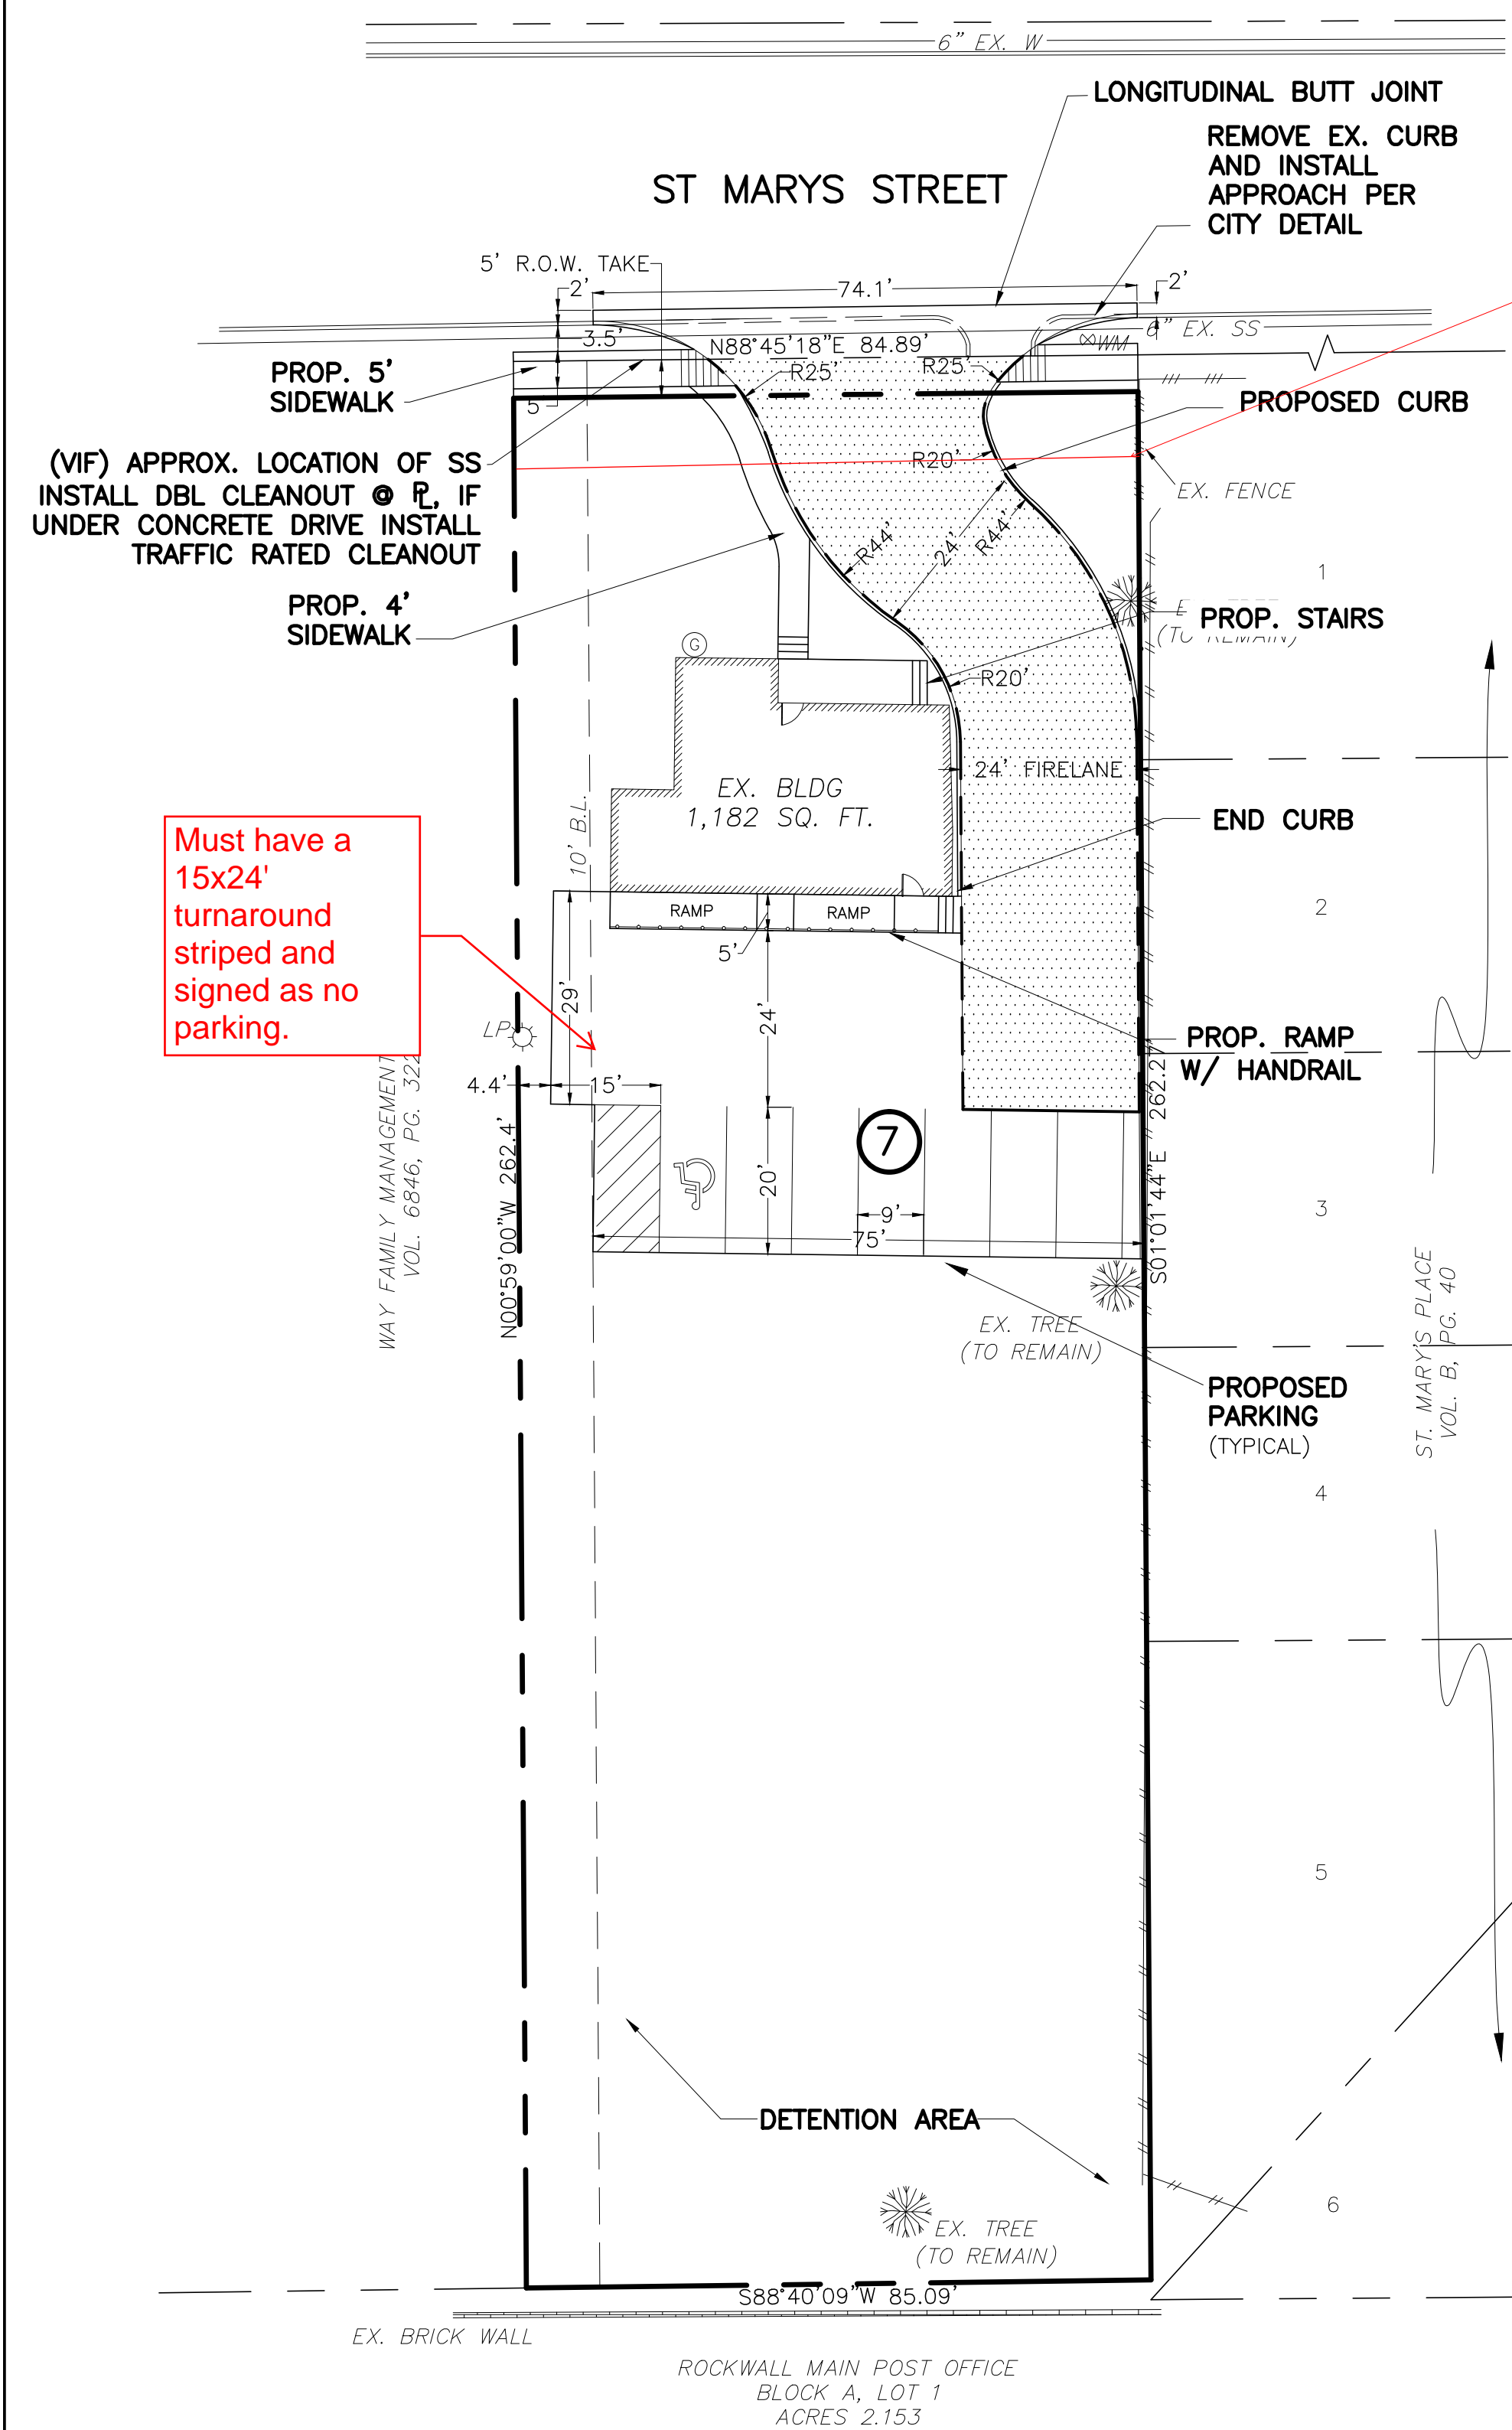 6" EX. W
LONGITUDINAL BUTT JOINT
REMOVE EX. CURB
AND INSTALL
APPROACH PER
CITY DETAIL
ST MARYS STREET
5' R.O.W. TAKE
2'
74.1'
2'
6" EX. SS
3.5'
N88°45'18"E 84.89'
WM
R25'
R25'
PROP. 5'
SIDEWALK
5'
PROPOSED CURB
(VIF) APPROX. LOCATION OF SS
INSTALL DBL CLEANOUT @ PL, IF
UNDER CONCRETE DRIVE INSTALL
TRAFFIC RATED CLEANOUT
R20'
EX. FENCE
R44'
24'
R44'
1
PROP. 4'
SIDEWALK
PROP. STAIRS
(TO REMAIN)
G
R20'
EX. BLDG
1,182 SQ. FT.
24' FIRELANE
10' B.L.
END CURB
Must have a
15x24'
turnaround
striped and
signed as no
parking.
RAMP
RAMP
2
5'
29'
24'
LP
PROP. RAMP
W/ HANDRAIL
4.4'
15'
WAY FAMILY MANAGEMENT
VOL. 6846, PG. 322
N00°59'00"W 262.4'
7
20'
9'
75'
S01°01'44"E 262.27'
3
EX. TREE
(TO REMAIN)
ST. MARY'S PLACE
VOL. B, PG. 40
PROPOSED
PARKING
(TYPICAL)
4
5
DETENTION AREA
6
EX. TREE
(TO REMAIN)
S88°40'09"W 85.09'
EX. BRICK WALL
ROCKWALL MAIN POST OFFICE
BLOCK A, LOT 1
ACRES 2.153